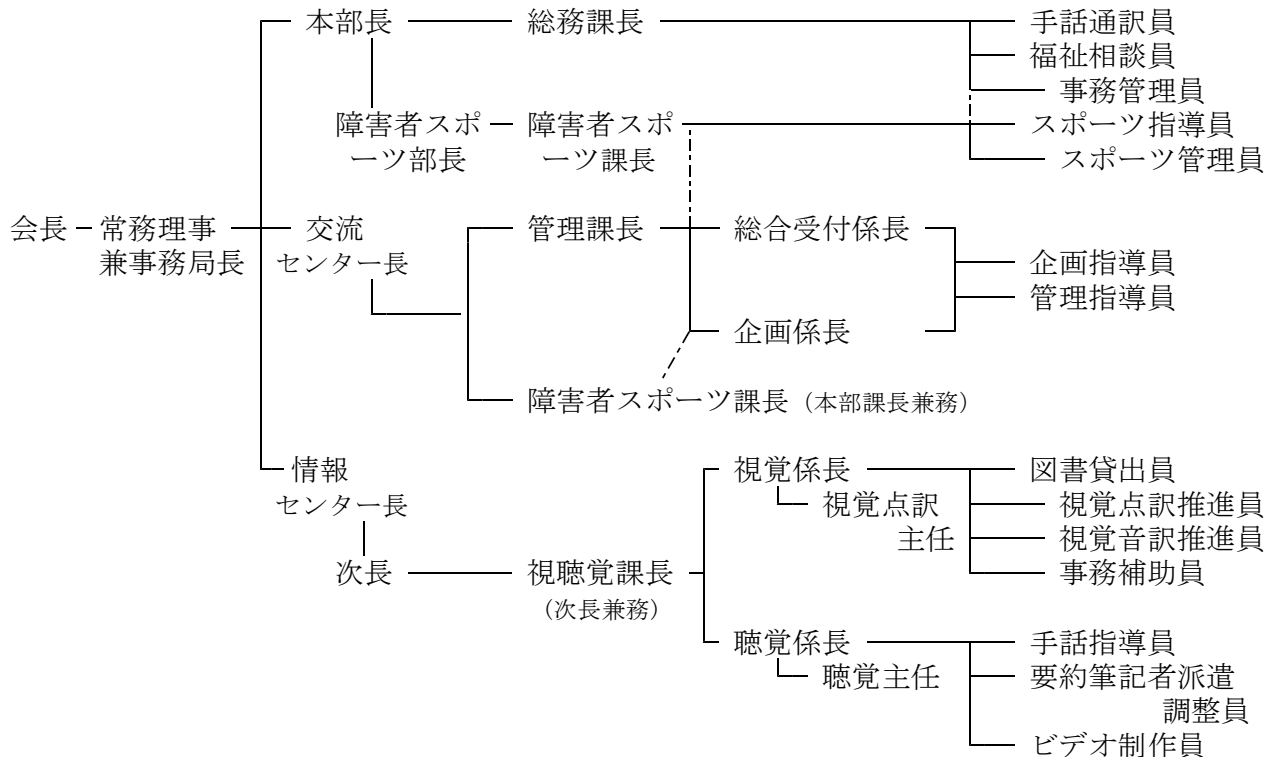 本部長 総務課長 手話通訳員
福祉相談員
事務管理員
障害者スポ 障害者スポ スポーツ指導員
ーツ部長 ーツ課長 スポーツ管理員
会長 常務理事 交流 管理課長 総合受付係長
兼事務局長 センター長 企画指導員
管理指導員
企画係長
障害者スポーツ課長(本部課長兼務)
情報 視覚係長 図書貸出員
センター長 視覚点訳 視覚点訳推進員
主任 視覚音訳推進員
次長 視聴覚課長 事務補助員
(次長兼務)
聴覚係長 手話指導員
聴覚主任 要約筆記者派遣
調整員
ビデオ制作員